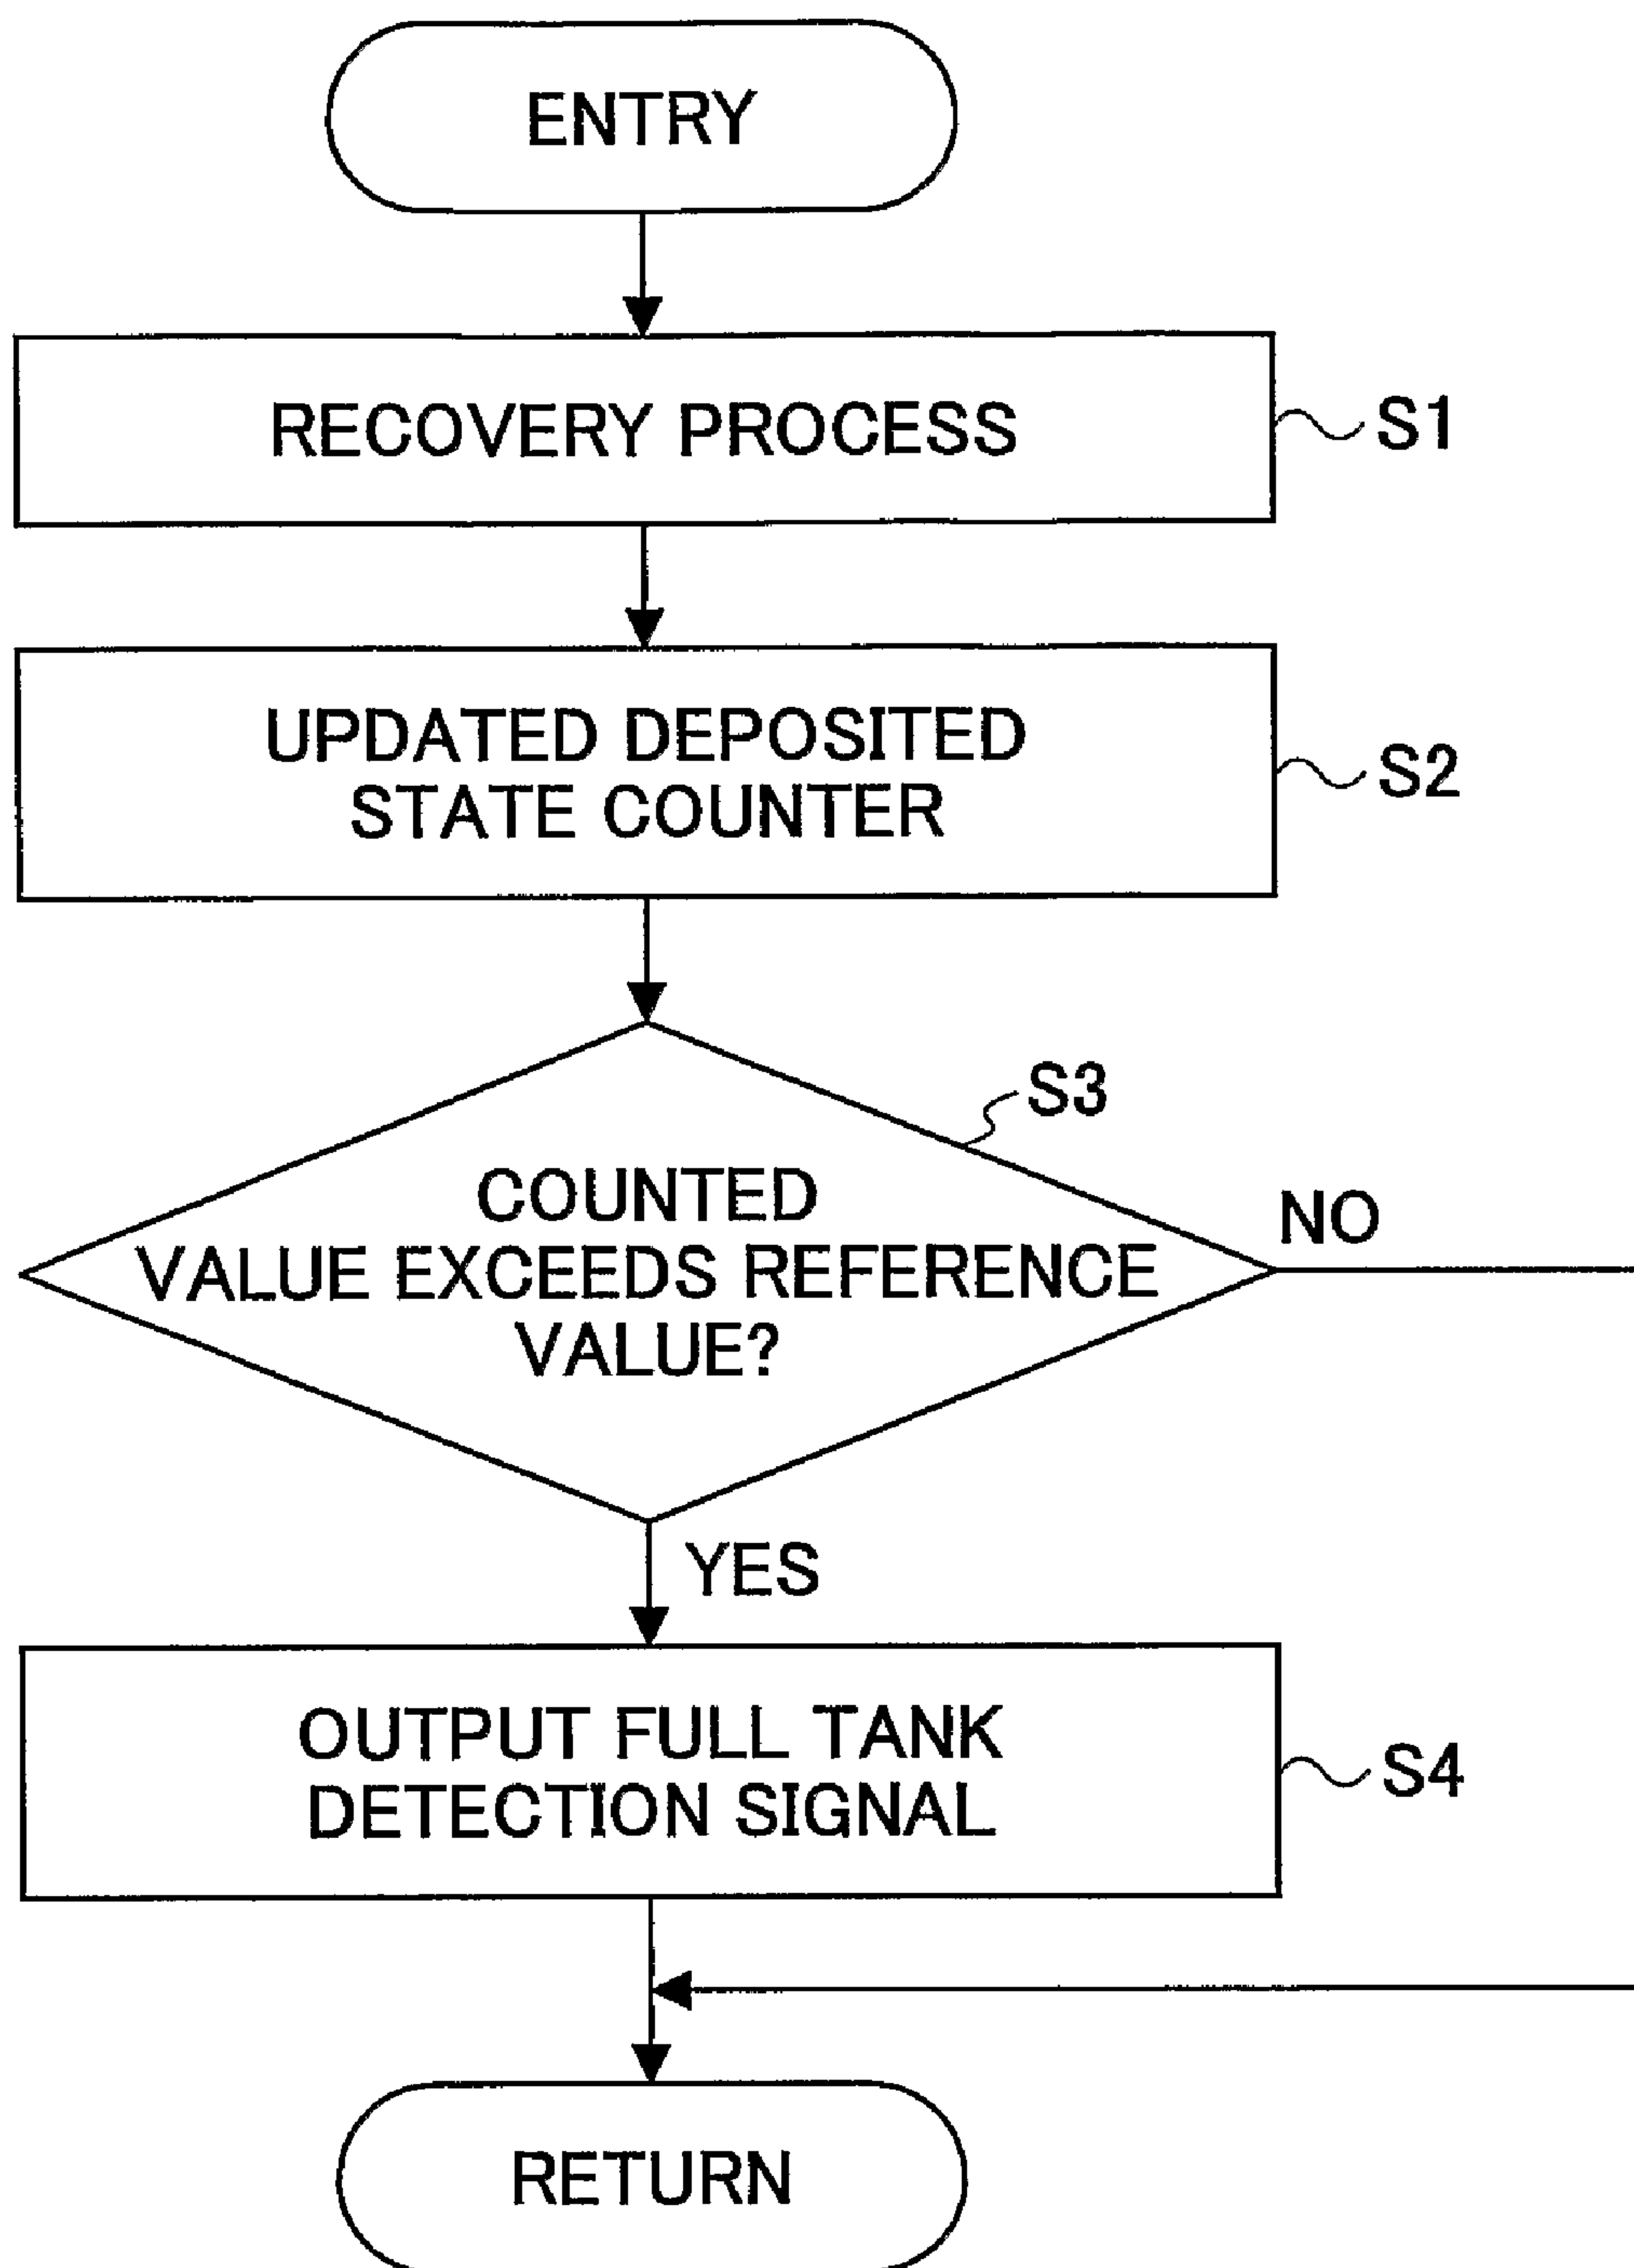 ENTRY
RECOVERY PROCESS
S1
UPDATED DEPOSITED
STATE COUNTER
S2
S3
COUNTED
VALUE EXCEEDS REFERENCE
VALUE?
NO
YES
OUTPUT FULL TANK
DETECTION SIGNAL
S4
RETURN